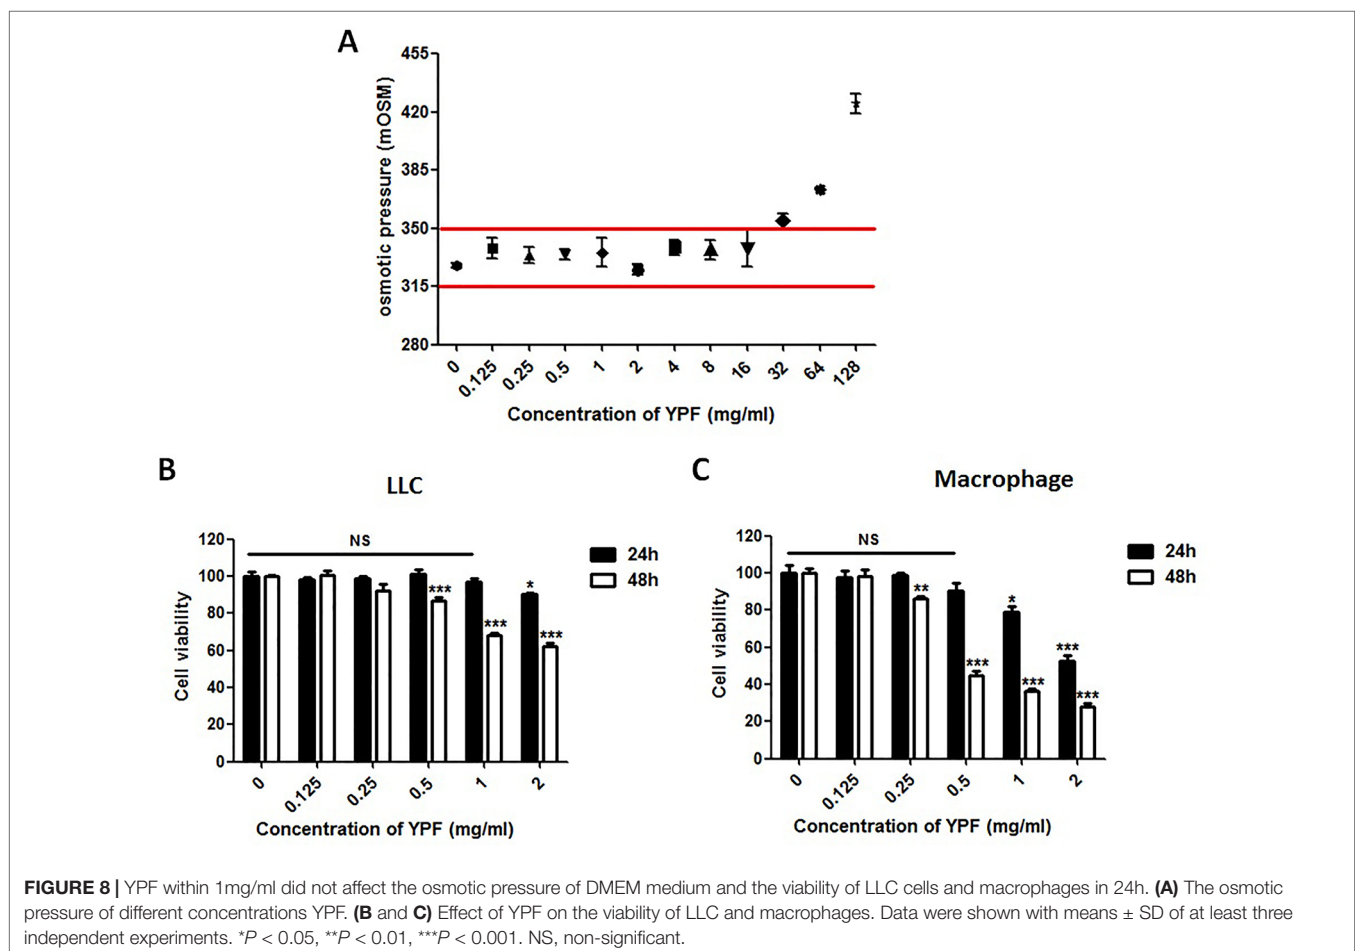 A
455
420
385
350
315
280
osmotic pressure (mOSM)
0 0.125 0.25 0.5 1 2 4 8 16 32 64 128
Concentration of YPF (mg/ml)
B
LLC
120
100
80
60
40
20
0
Cell viability
NS
***
***
*
***
24h
48h
0 0.125 0.25 0.5 1 2
Concentration of YPF (mg/ml)
C
Macrophage
120
100
80
60
40
20
0
Cell viability
NS
**
***
*
***
***
***
24h
48h
0 0.125 0.25 0.5 1 2
Concentration of YPF (mg/ml)
FIGURE 8 | YPF within 1mg/ml did not affect the osmotic pressure of DMEM medium and the viability of LLC cells and macrophages in 24h. (A) The osmotic
pressure of different concentrations YPF. (B and C) Effect of YPF on the viability of LLC and macrophages. Data were shown with means ± SD of at least three
independent experiments. *P < 0.05, **P < 0.01, ***P < 0.001. NS, non-significant.